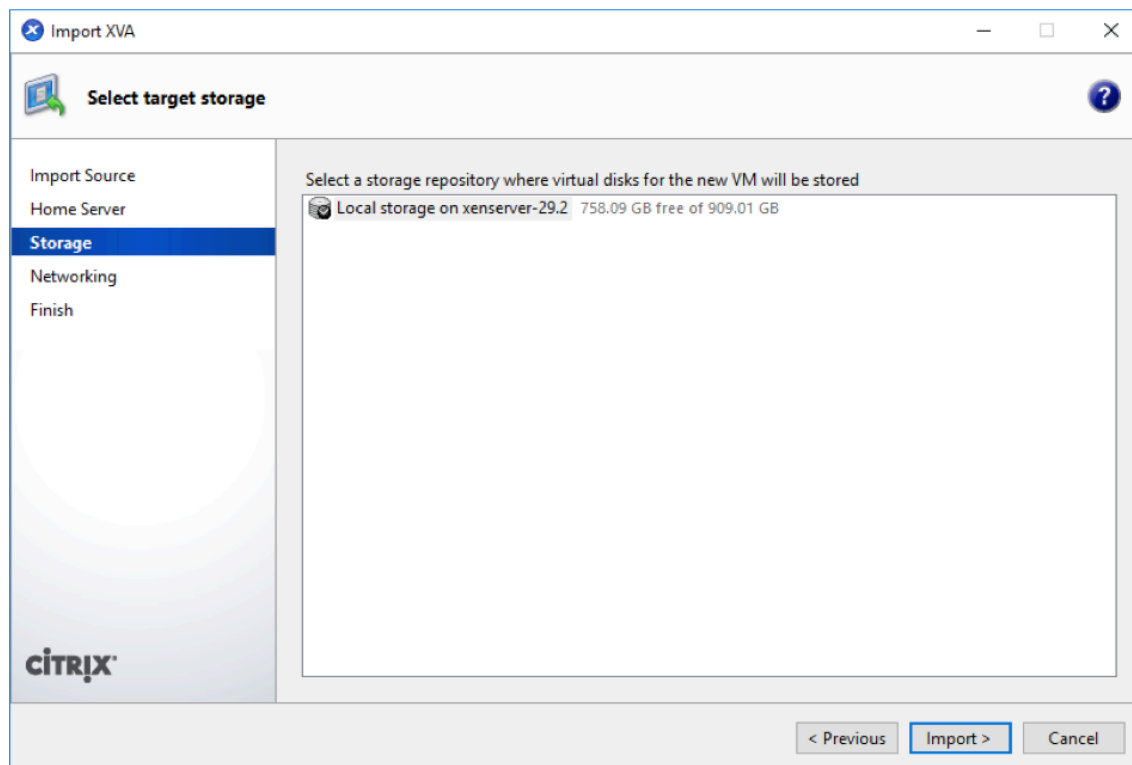 Import XVA
Select target storage
?
Import Source
Home Server
Storage
Networking
Finish
Select a storage repository where virtual disks for the new VM will be stored
Local storage on xenserver-29.2 758.09 GB free of 909.01 GB
CİTRỊX
< Previous Import > Cancel